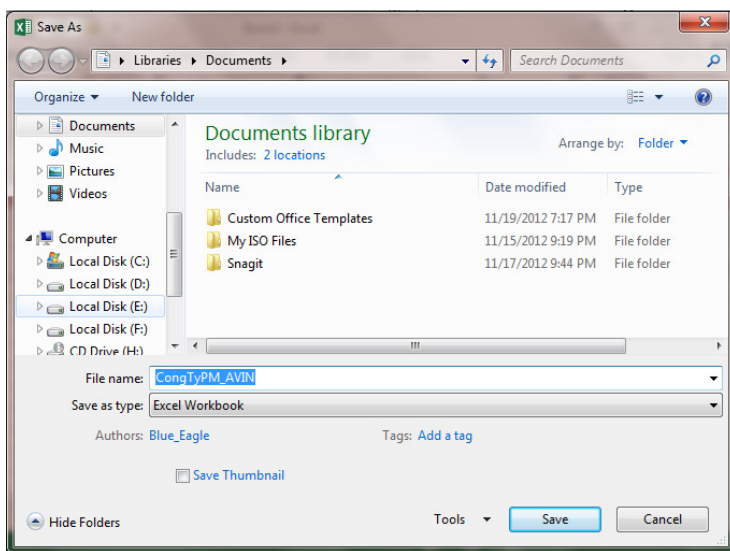 Save As
Libraries Documents
Search Documents
Organize New folder
Documents
Music
Pictures
Videos
Computer
Local Disk (C:)
Local Disk (D:)
Local Disk (E:)
Local Disk (F:)
CD Drive (H:)
Documents library
Includes: 2 locations
Arrange by: Folder
Name Date modified Type
Custom Office Templates 11/19/2012 7:17 PM File folder
My ISO Files 11/15/2012 9:19 PM File folder
Snagit 11/17/2012 9:44 PM File folder
File name: CongTyPM_AVIN
Save as type: Excel Workbook
Authors: Blue_Eagle Tags: Add a tag
Save Thumbnail
Hide Folders Tools Save Cancel